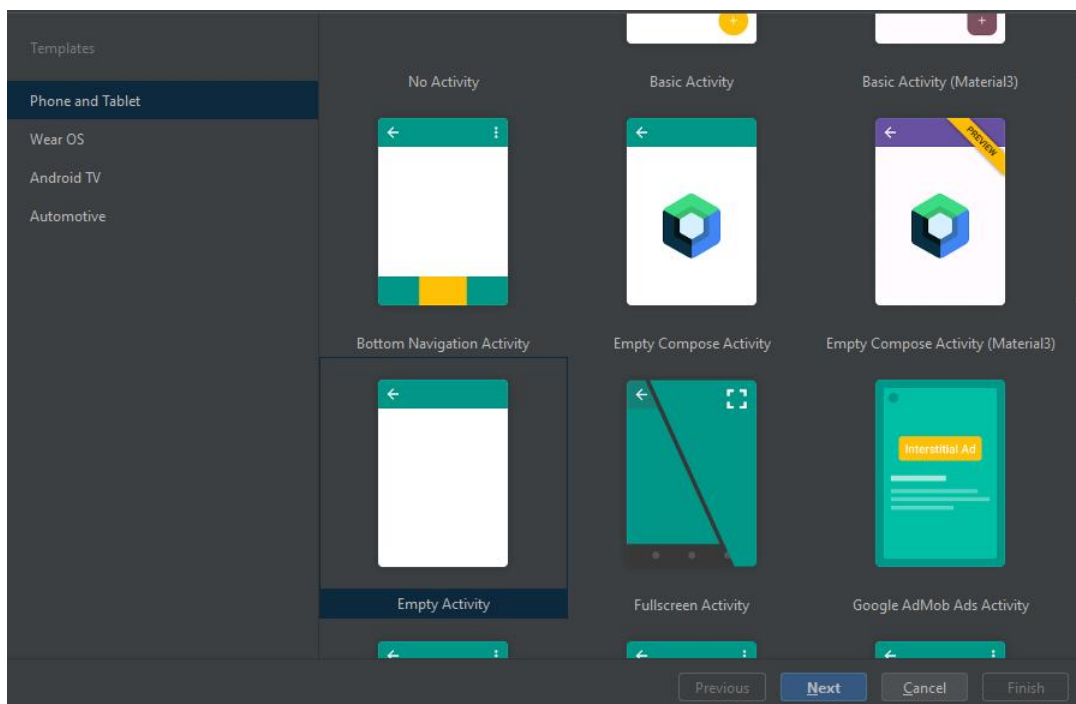 Templates
Phone and Tablet
Wear OS
Android TV
Automotive
No Activity
Basic Activity
Basic Activity (Material3)
PREVIEW
Bottom Navigation Activity
Empty Compose Activity
Empty Compose Activity (Material3)
Interstitial Ad
Empty Activity
Fullscreen Activity
Google AdMob Ads Activity
Previous
Next
Cancel
Finish